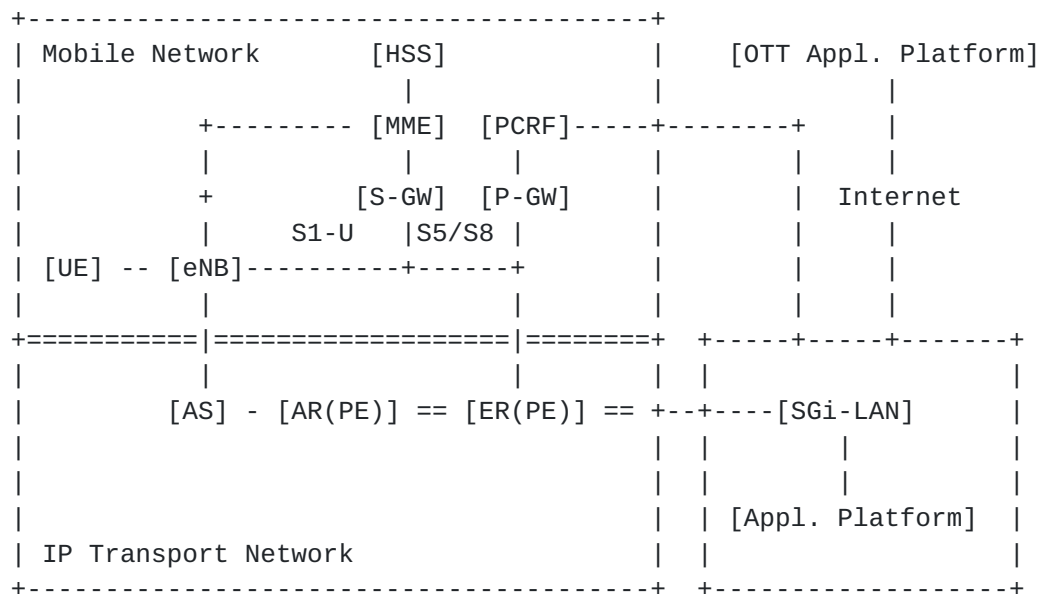 Mobile Network [HSS] [OTT Appl. Platform]
[MME] [PCRF]
[S-GW] [P-GW] Internet
S1-U S5/S8
[UE] -- [eNB]
[AS] - [AR(PE)] == [ER(PE)] == [SGi-LAN]
[Appl. Platform]
IP Transport Network